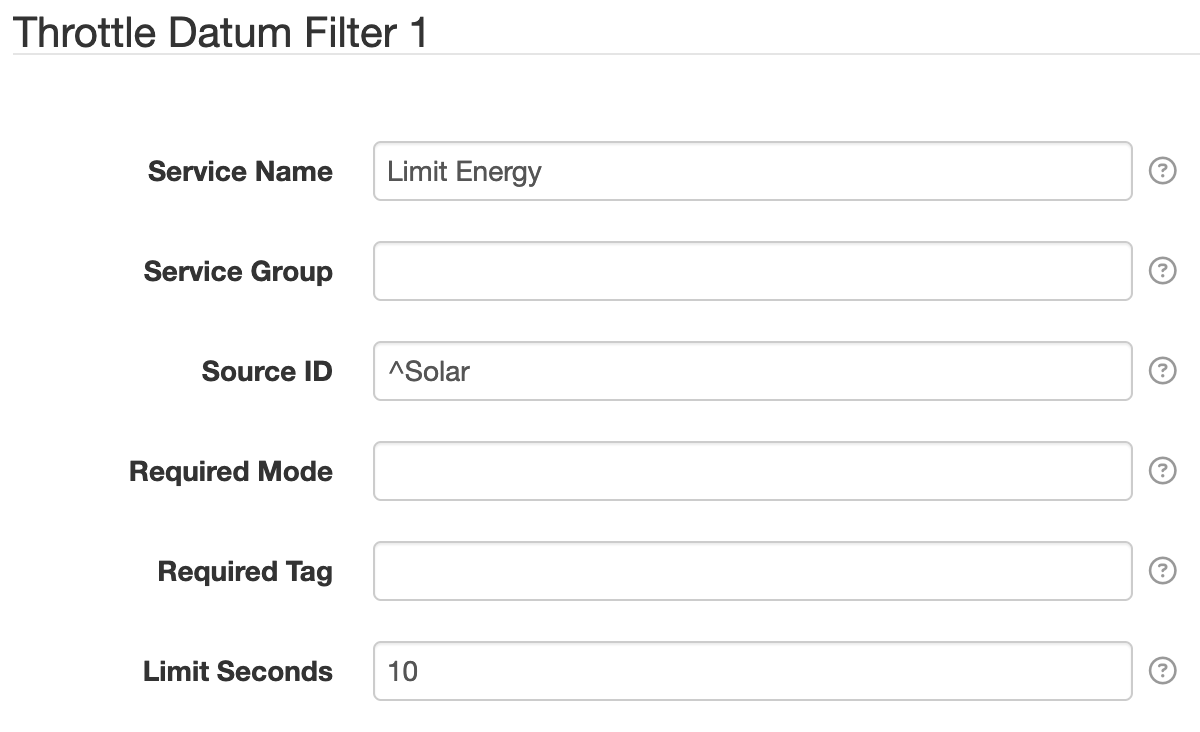 Throttle Datum Filter 1
Service Name Limit Energy ?
Service Group ?
Source ID ^Solar ?
Required Mode ?
Required Tag ?
Limit Seconds 10 ?